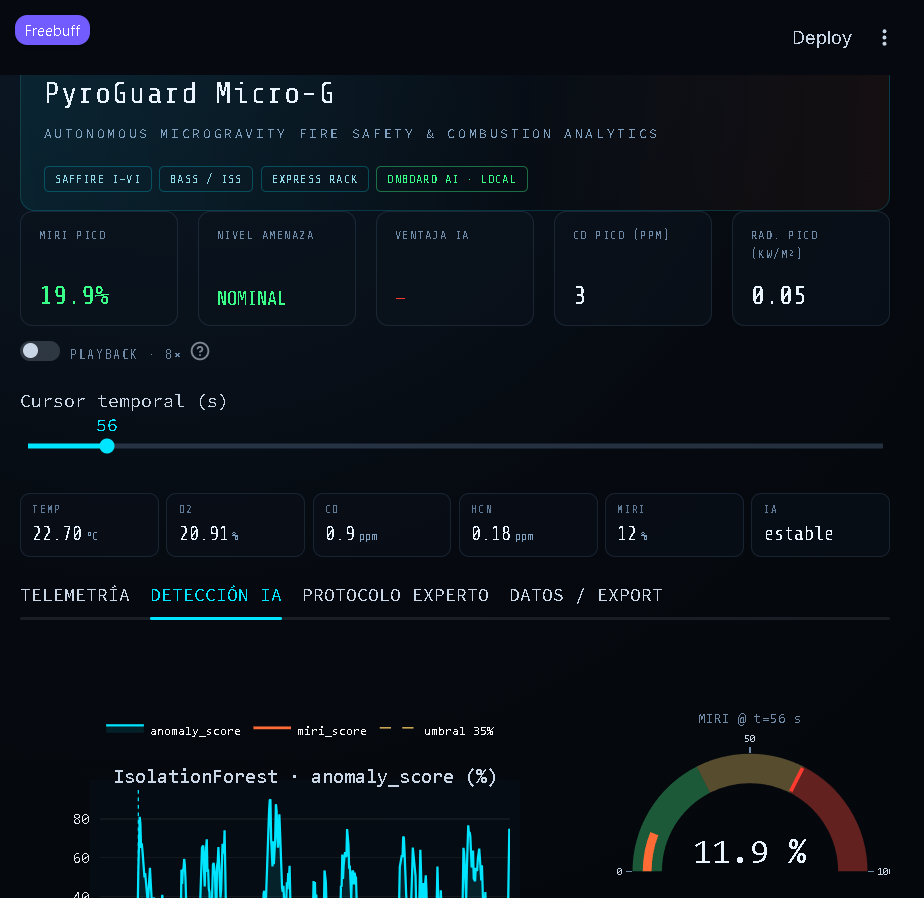 Freebuff
Deploy
PyroGuard Micro-G
AUTONOMOUS MICROGRAVITY FIRE SAFETY & COMBUSTION ANALYTICS
SAFFIRE I-VI
BASS / ISS
EXPRESS RACK
ONBOARD AI · LOCAL
MIRI PICO
19.9%
NIVEL AMENAZA
NOMINAL
VENTAJA IA
—
CO PICO (PPM)
3
RAD. PICO
(KW/M²)
0.05
PLAYBACK · 8×
?
Cursor temporal (s)
56
TEMP
22.70 °C
O2
20.91 %
CO
0.9 ppm
HCN
0.18 ppm
MIRI
12 %
IA
estable
TELEMETRÍA
DETECCIÓN IA
PROTOCOLO EXPERTO
DATOS / EXPORT
anomaly_score
miri_score
umbral 35%
IsolationForest · anomaly_score (%)
80
60
40
MIRI @ t=56 s
50
0
11.9 %